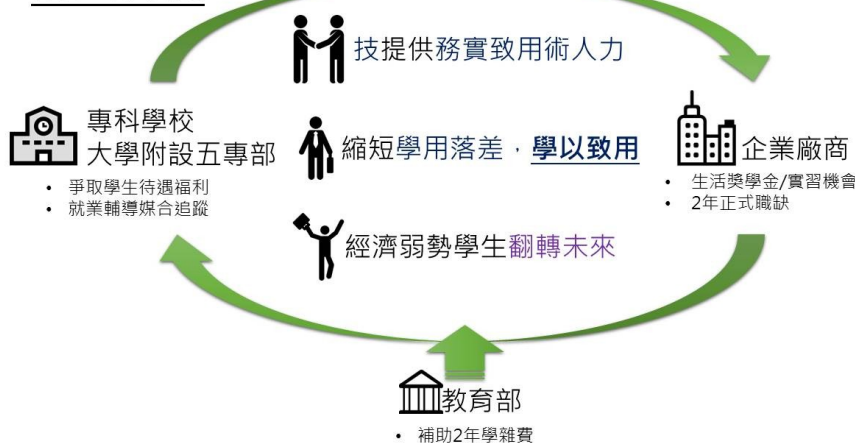 技提供務實致用術人力
專科學校
大學附設五專部
• 爭取學生待遇福利
• 就業輔導媒合追蹤
縮短學用落差，學以致用
企業廠商
• 生活獎學金/實習機會
• 2年正式職缺
經濟弱勢學生翻轉未來
教育部
• 補助2年學雜費